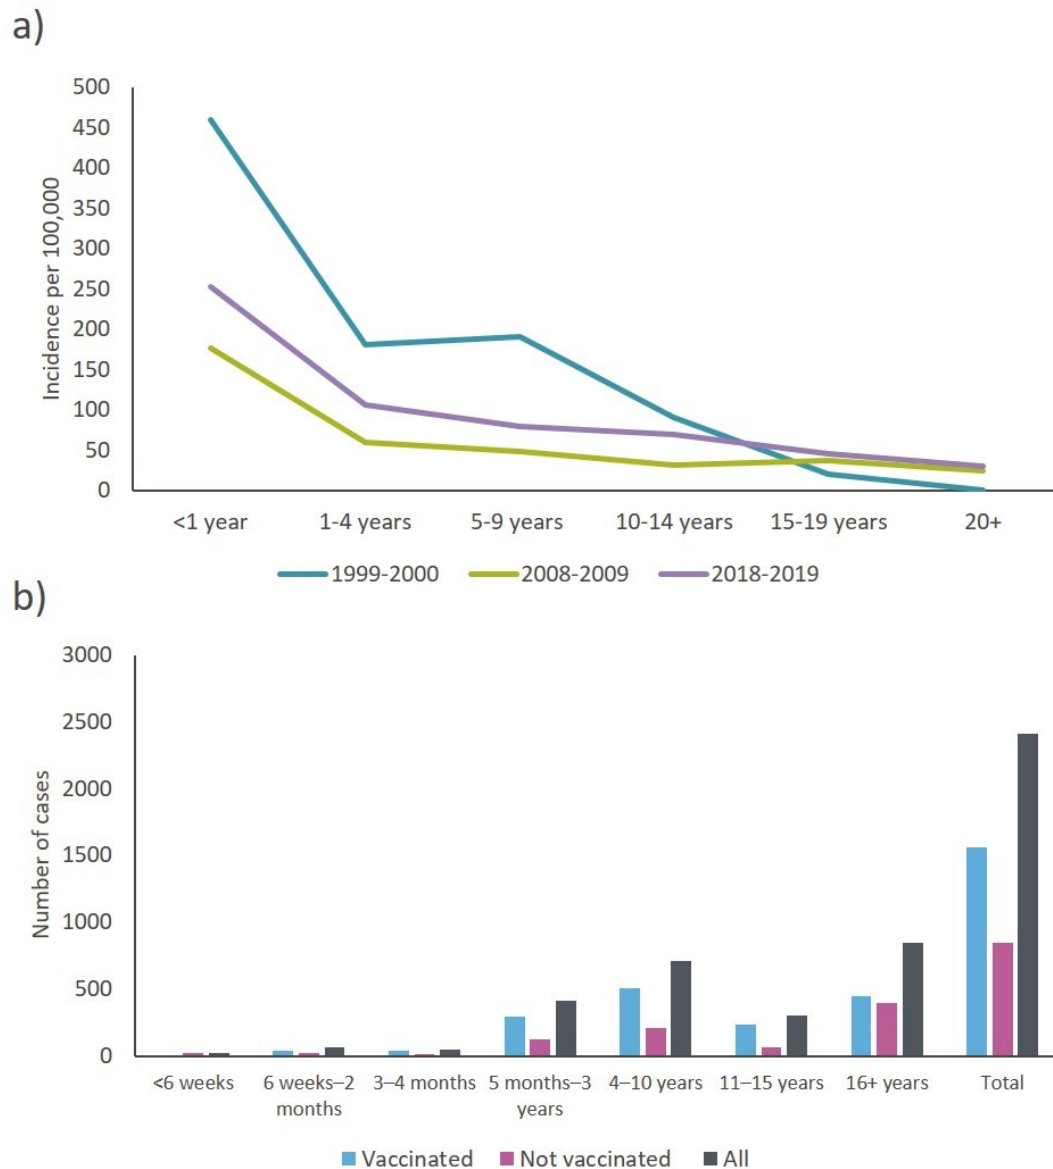 a)
Incidence per 100,000
500
450
400
350
300
250
200
150
100
50
0
<1 year 1-4 years 5-9 years 10-14 years 15-19 years 20+
1999-2000 2008-2009 2018-2019
b)
Number of cases
3000
2500
2000
1500
1000
500
0
<6 weeks 6 weeks–2 3–4 months 5 months–3 4–10 years 11–15 years 16+ years Total
months years
Vaccinated Not vaccinated All